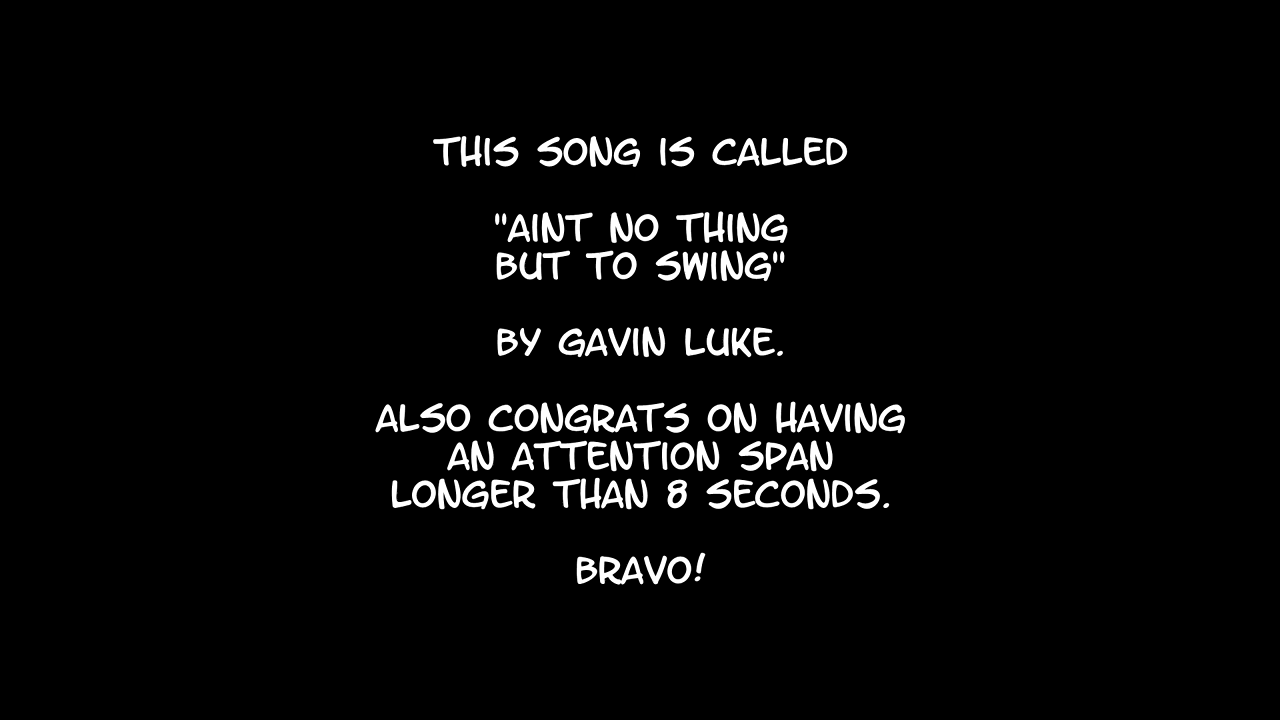 THIS SONG IS CALLED
"AINT NO THING
BUT TO SWING"
BY GAVIN LUKE.
ALSO CONGRATS ON HAVING
AN ATTENTION SPAN
LONGER THAN 8 SECONDS.
BRAVO!